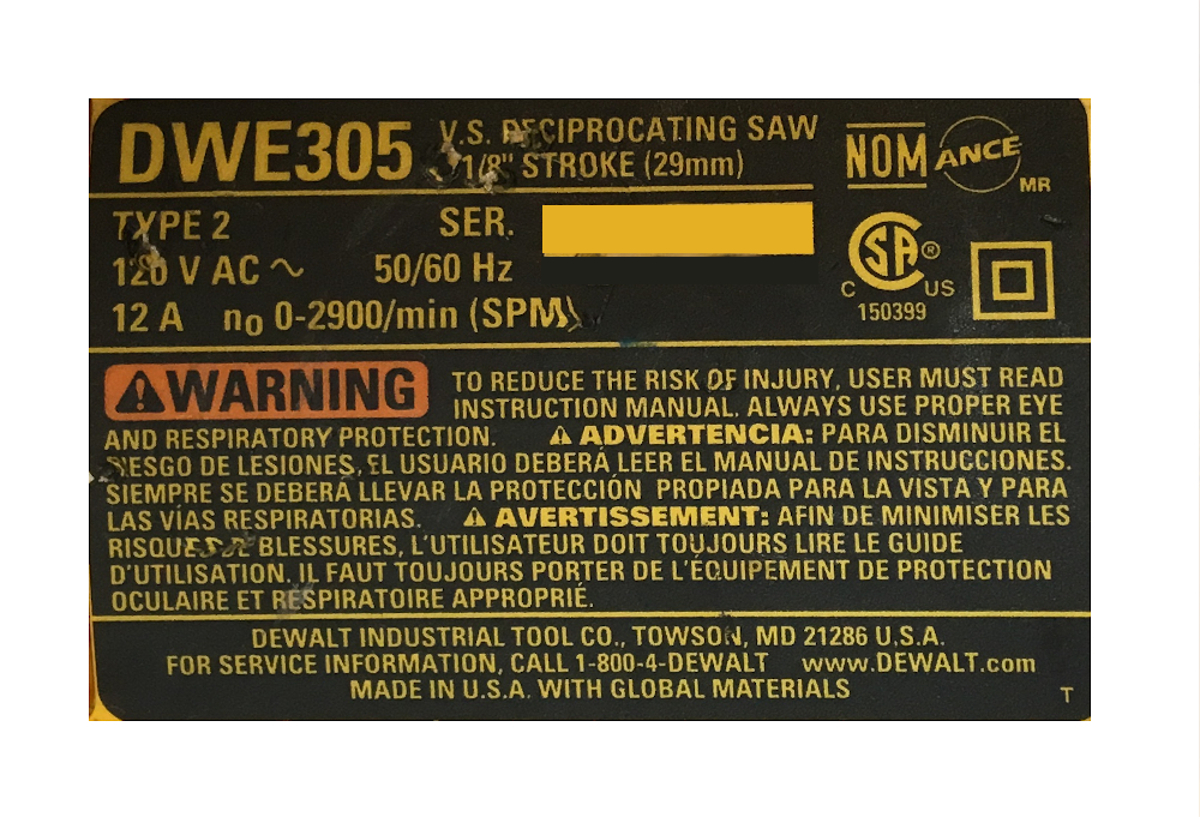 DWE305 V.S. RECIPROCATING SAW
1/8" STROKE (29mm)
NOM ANCE
MR
TYPE 2 SER.
120 V AC ~ 50/60 Hz
12 A no 0-2900/min (SPM)
SA ®
C US
150399
WARNING TO REDUCE THE RISK OF INJURY, USER MUST READ
INSTRUCTION MANUAL. ALWAYS USE PROPER EYE
AND RESPIRATORY PROTECTION. ADVERTENCIA: PARA DISMINUIR EL
RIESGO DE LESIONES, EL USUARIO DEBERÁ LEER EL MANUAL DE INSTRUCCIONES.
SIEMPRE SE DEBERÁ LLEVAR LA PROTECCIÓN PROPIADA PARA LA VISTA Y PARA
LAS VÍAS RESPIRATORIAS. AVERTISSEMENT: AFIN DE MINIMISER LES
RISQUES DE BLESSURES, L'UTILISATEUR DOIT TOUJOURS LIRE LE GUIDE
D'UTILISATION. IL FAUT TOUJOURS PORTER DE L'ÉQUIPEMENT DE PROTECTION
OCULAIRE ET RESPIRATOIRE APPROPRIÉ.
DEWALT INDUSTRIAL TOOL CO., TOWSON, MD 21286 U.S.A.
FOR SERVICE INFORMATION, CALL 1-800-4-DEWALT www.DEWALT.com
MADE IN U.S.A. WITH GLOBAL MATERIALS
T